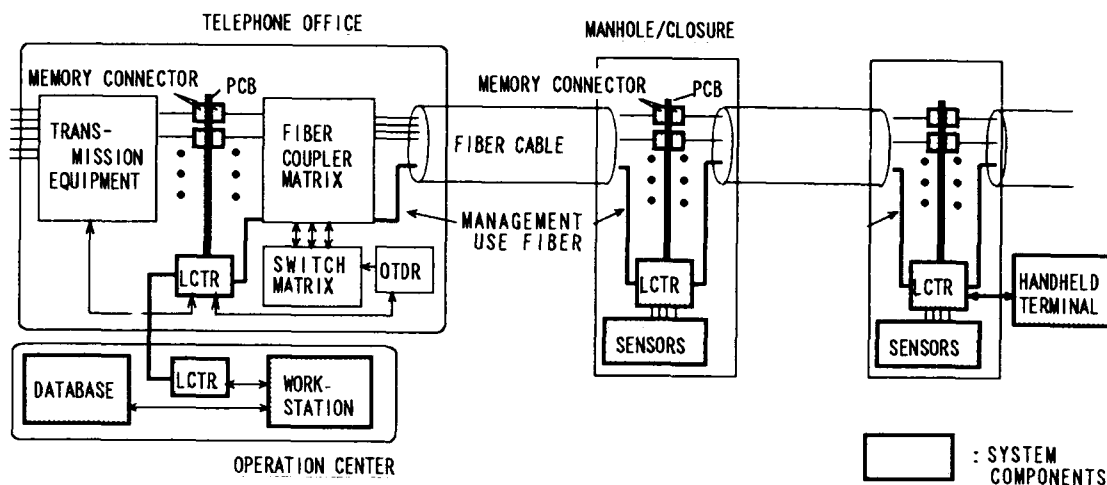 TELEPHONE OFFICE
MANHOLE/CLOSURE
MEMORY CONNECTOR
PCB
MEMORY CONNECTOR
PCB
TRANS-
MISSION
EQUIPMENT
FIBER
COUPLER
MATRIX
FIBER CABLE
MANAGEMENT
USE FIBER
LCTR
SWITCH
MATRIX
OTDR
LCTR
SENSORS
LCTR
SENSORS
HANDHELD
TERMINAL
DATABASE
LCTR
WORK-
STATION
OPERATION CENTER
: SYSTEM
COMPONENTS